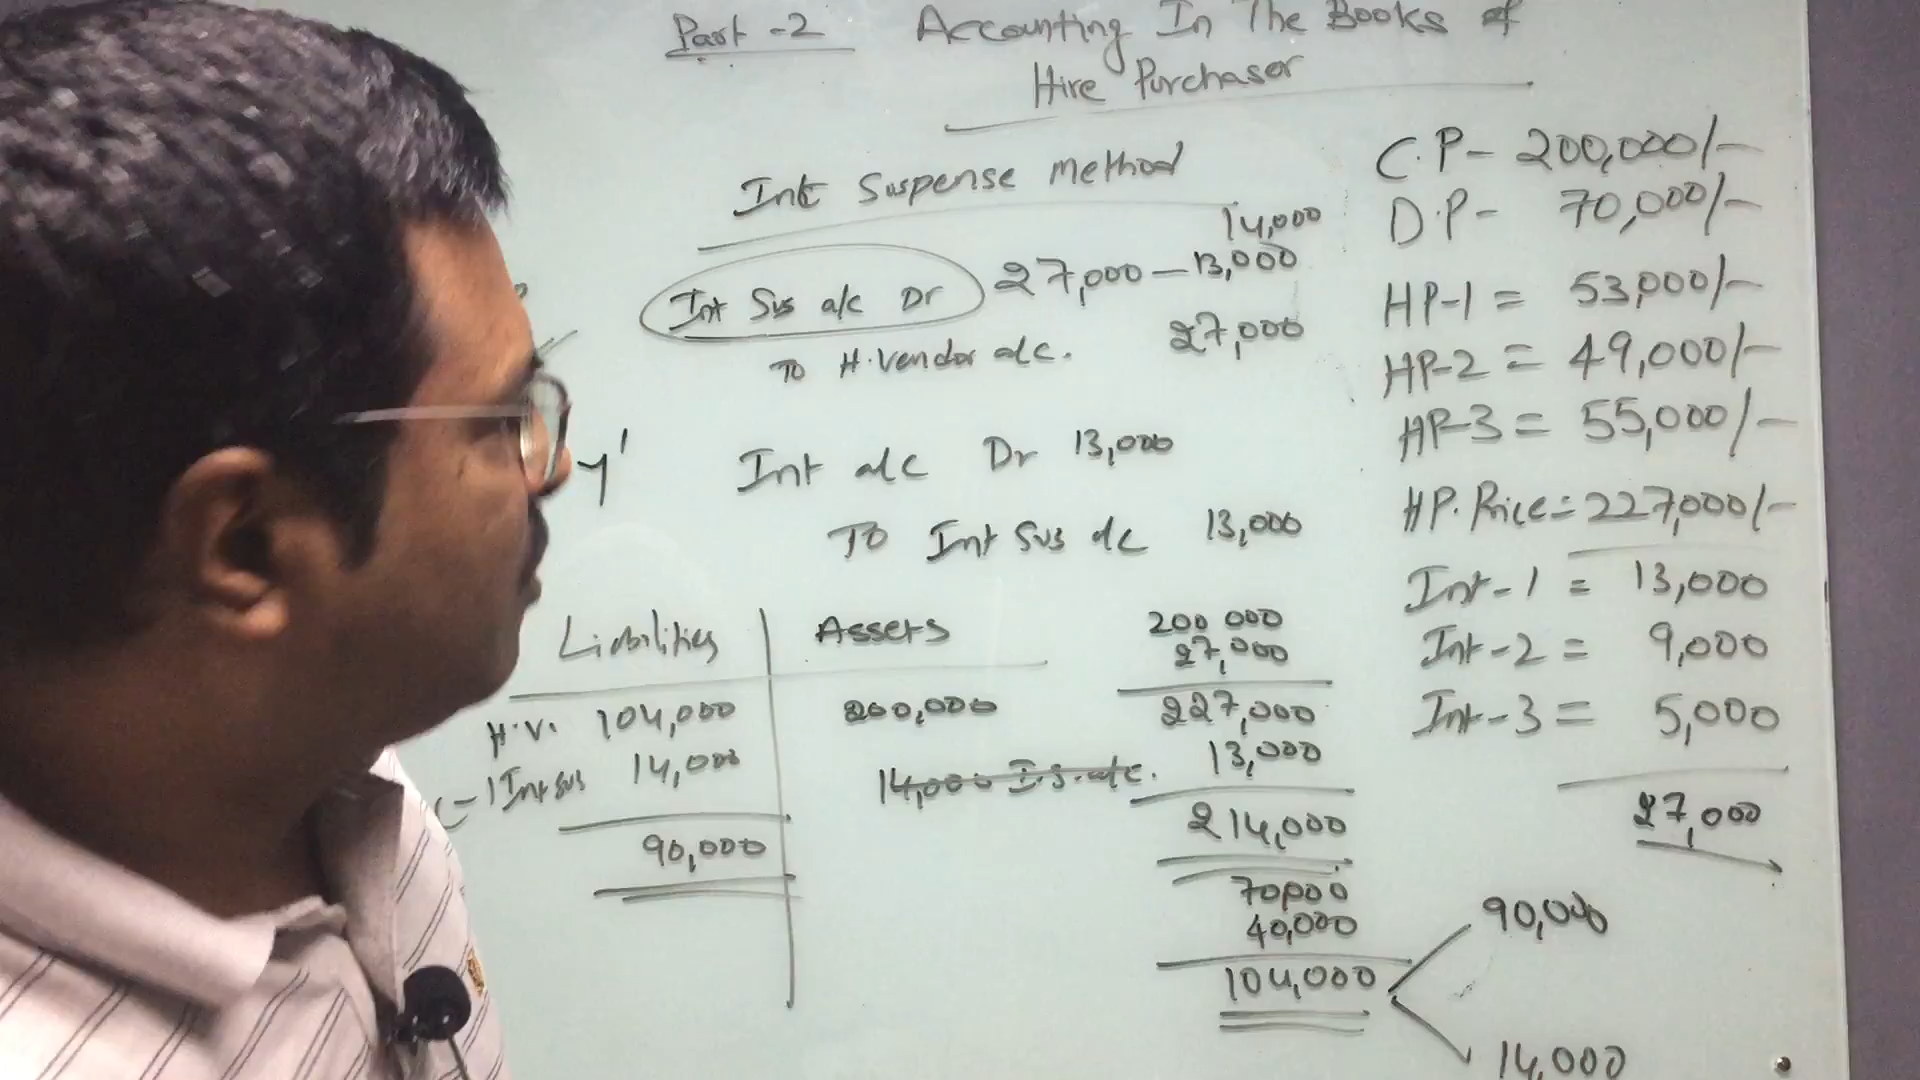 Part -2 Accounting In The Books of
Hire Purchaser
Int Suspense method
14,000
Int Sus a/c Dr 27,000 — 13,000
To H.vendor a/c. 27,000
Int a/c Dr 13,000
To Int Sus a/c 13,000
Liabilities Assets
H.V. 104,000 200,000
(-) Int sus 14,000 14,000 I.S. a/c.
90,000
200 000
27,000
227,000
13,000
214,000
70,000
40,000
104,000
90,000
14,000
C.P - 200,000/-
D.P - 70,000/-
HP-1 = 53,000/-
HP-2 = 49,000/-
HP-3 = 55,000/-
HP. Price = 227,000/-
Int-1 = 13,000
Int-2 = 9,000
Int-3 = 5,000
27,000